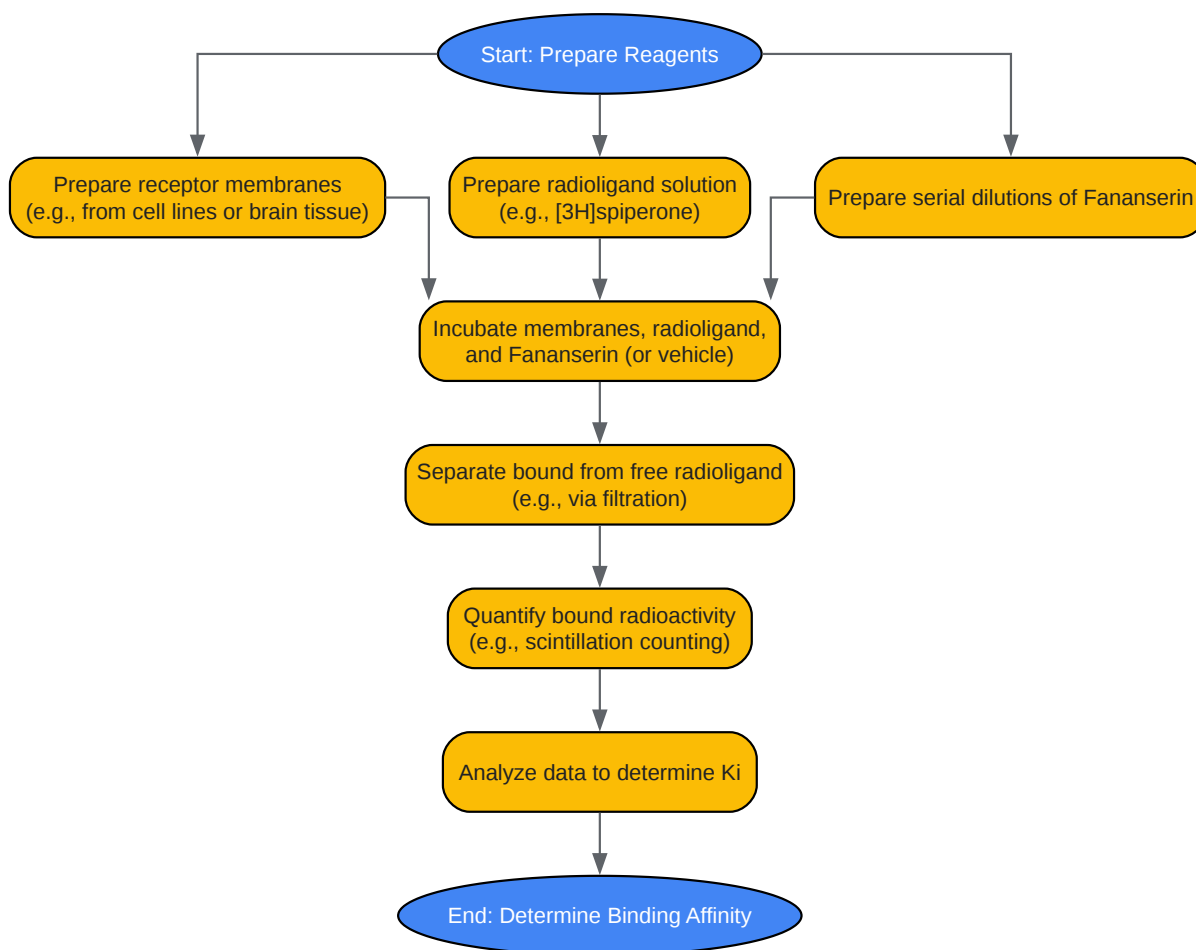 Start: Prepare Reagents
Prepare receptor membranes
(e.g., from cell lines or brain tissue)
Prepare radioligand solution
(e.g., [3H]spiperone)
Prepare serial dilutions of Fananserin
Incubate membranes, radioligand,
and Fananserin (or vehicle)
Separate bound from free radioligand
(e.g., via filtration)
Quantify bound radioactivity
(e.g., scintillation counting)
Analyze data to determine Ki
End: Determine Binding Affinity